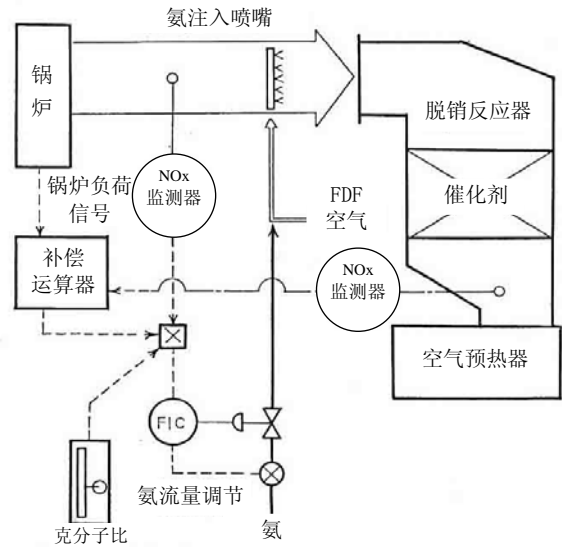 氨注入喷嘴
锅
炉
脱销反应器
NOx
监测器
锅炉负荷
信号
FDF
空气
催化剂
补偿
运算器
NOx
监测器
空气预热器
FIC
氨流量调节
氨
克分子比